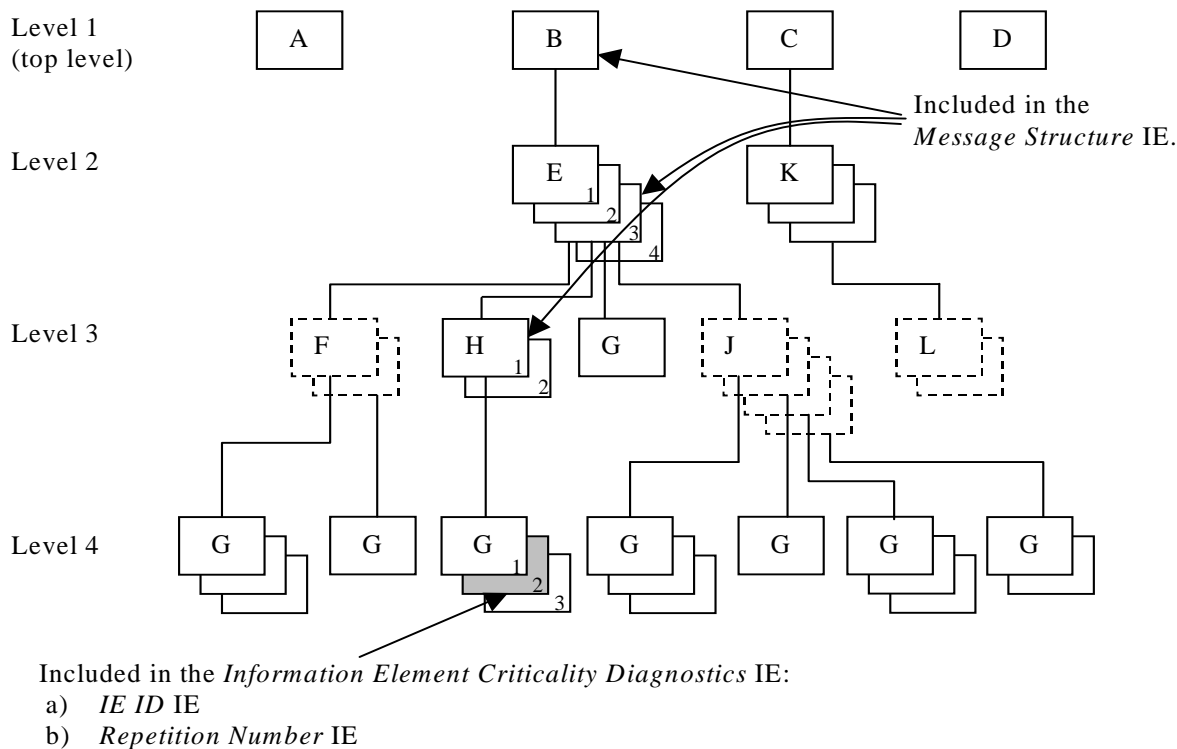 Level 1
(top level)
A
B
C
D
Included in the
Message Structure IE.
Level 2
E
1
2
3
4
K
Level 3
F
H
1
2
G
J
L
Level 4
G
G
G
1
2
3
G
G
G
G
Included in the Information Element Criticality Diagnostics IE:
a) IE ID IE
b) Repetition Number IE